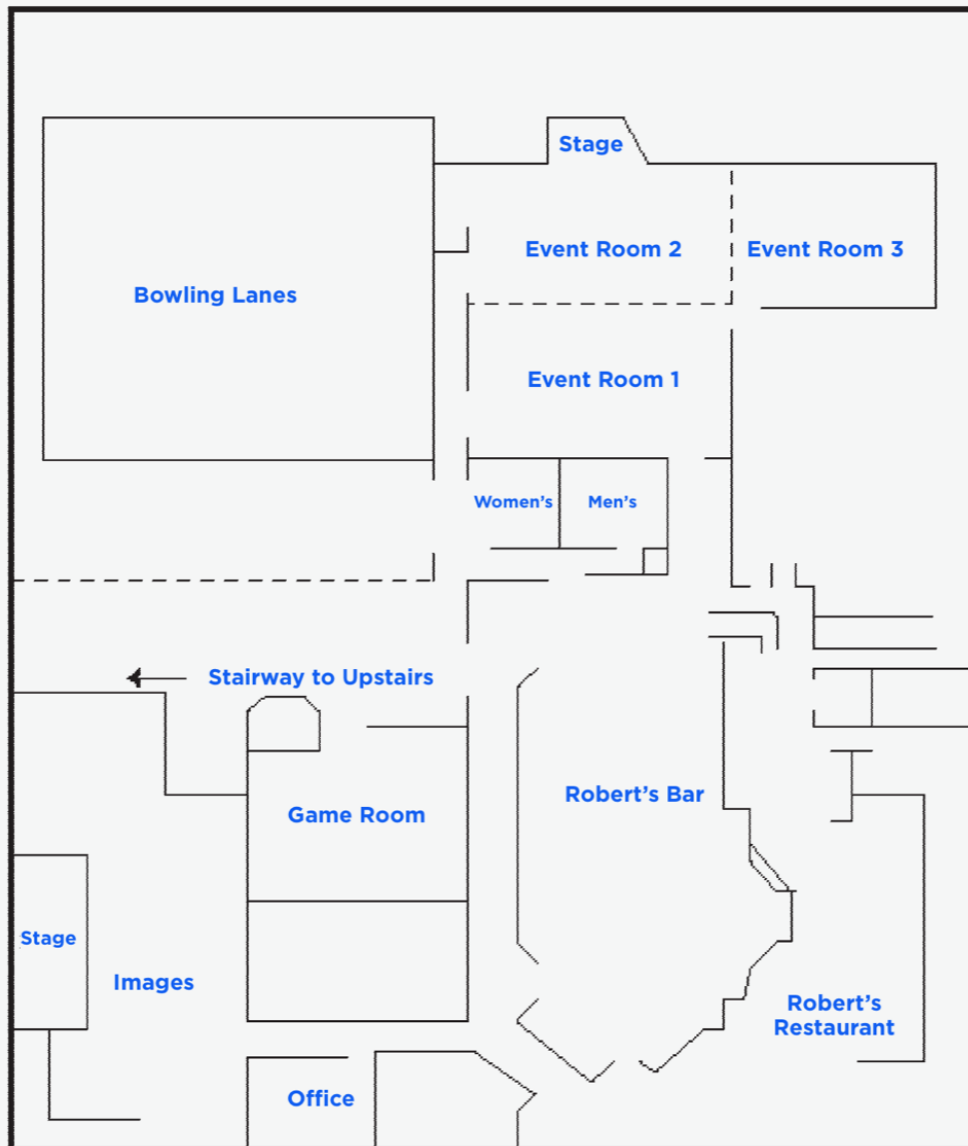 Stage
Event Room 2
Event Room 3
Bowling Lanes
Event Room 1
Women's
Men's
Stairway to Upstairs
Robert's Bar
Game Room
Stage
Images
Robert's
Restaurant
Office